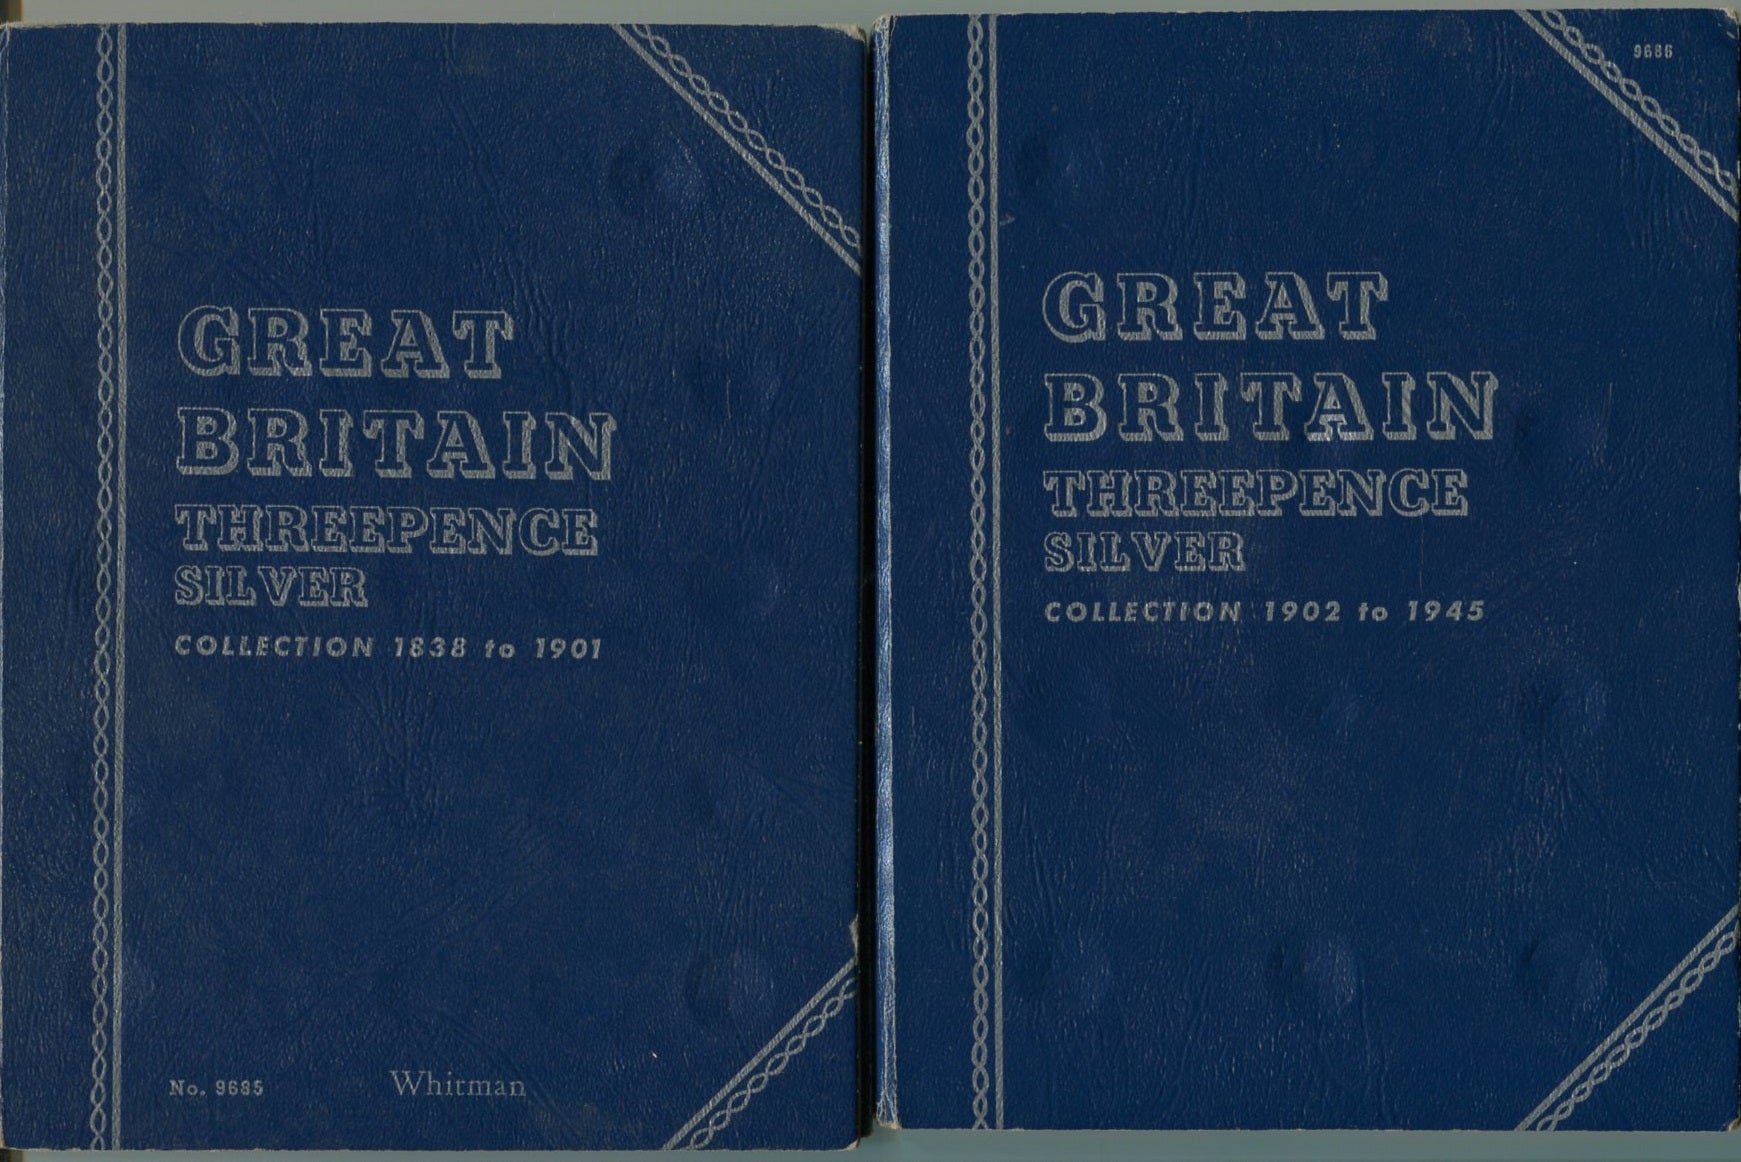 GREAT
BRITAIN
THREEPENCE
SILVER
COLLECTION 1838 to 1901
No. 9685
Whitman
9686
GREAT
BRITAIN
THREEPENCE
SILVER
COLLECTION 1902 to 1945